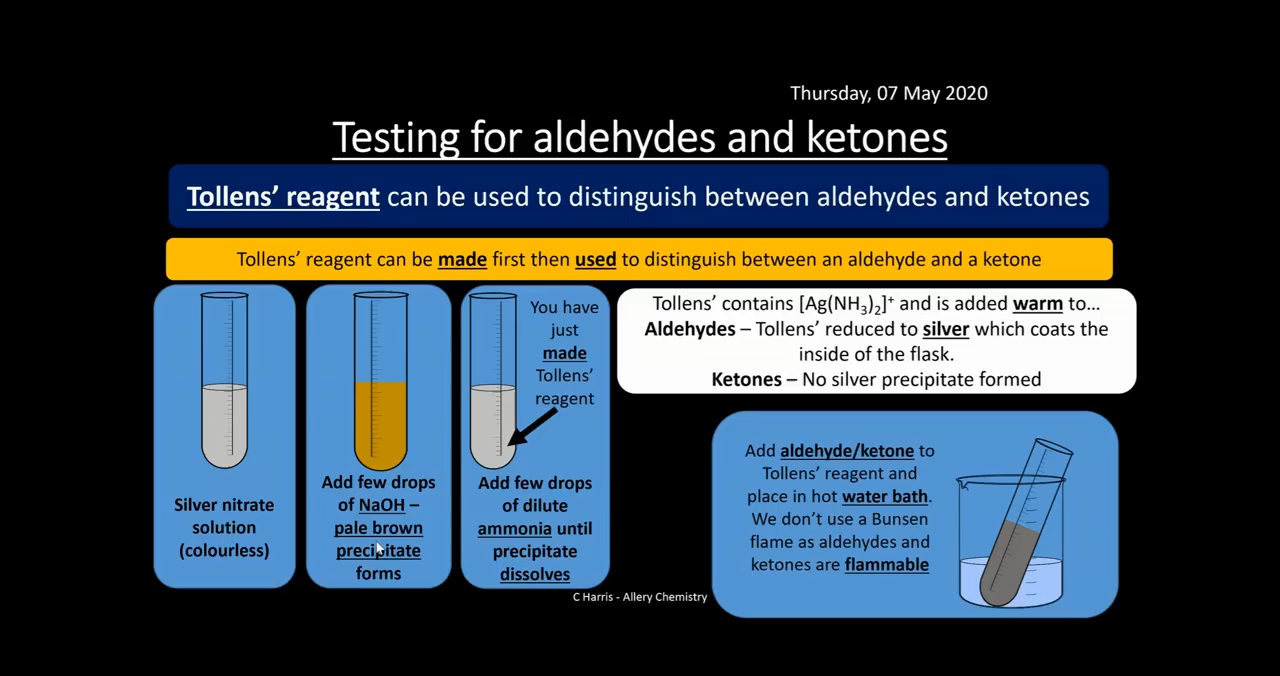 Thursday, 07 May 2020
Testing for aldehydes and ketones
Tollens’ reagent can be used to distinguish between aldehydes and ketones
Tollens’ reagent can be made first then used to distinguish between an aldehyde and a ketone
Silver nitrate
solution
(colourless)
Add few drops
of NaOH –
pale brown
precipitate
forms
You have
just
made
Tollens’
reagent
Add few drops
of dilute
ammonia until
precipitate
dissolves
Tollens’ contains [Ag(NH₃)₂]⁺ and is added warm to…
Aldehydes – Tollens’ reduced to silver which coats the
inside of the flask.
Ketones – No silver precipitate formed
Add aldehyde/ketone to
Tollens’ reagent and
place in hot water bath.
We don’t use a Bunsen
flame as aldehydes and
ketones are flammable
C Harris - Allery Chemistry